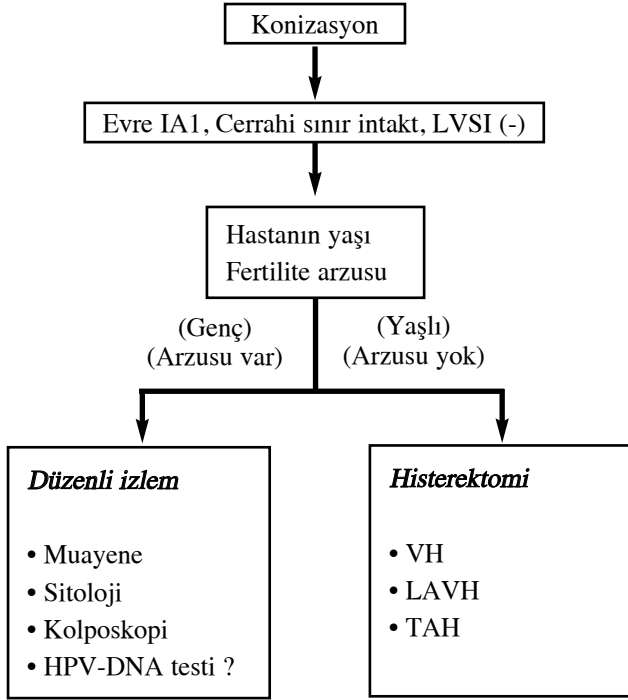 Konizasyon
Evre IA1, Cerrahi sınır intakt, LVSI (-)
Hastanın yaşı
Fertilite arzusu
(Genç)
(Arzusu var)
(Yaşlı)
(Arzusu yok)
Düzenli izlem
• Muayene
• Sitoloji
• Kolposkopi
• HPV-DNA testi ?
Histerektomi
• VH
• LAVH
• TAH